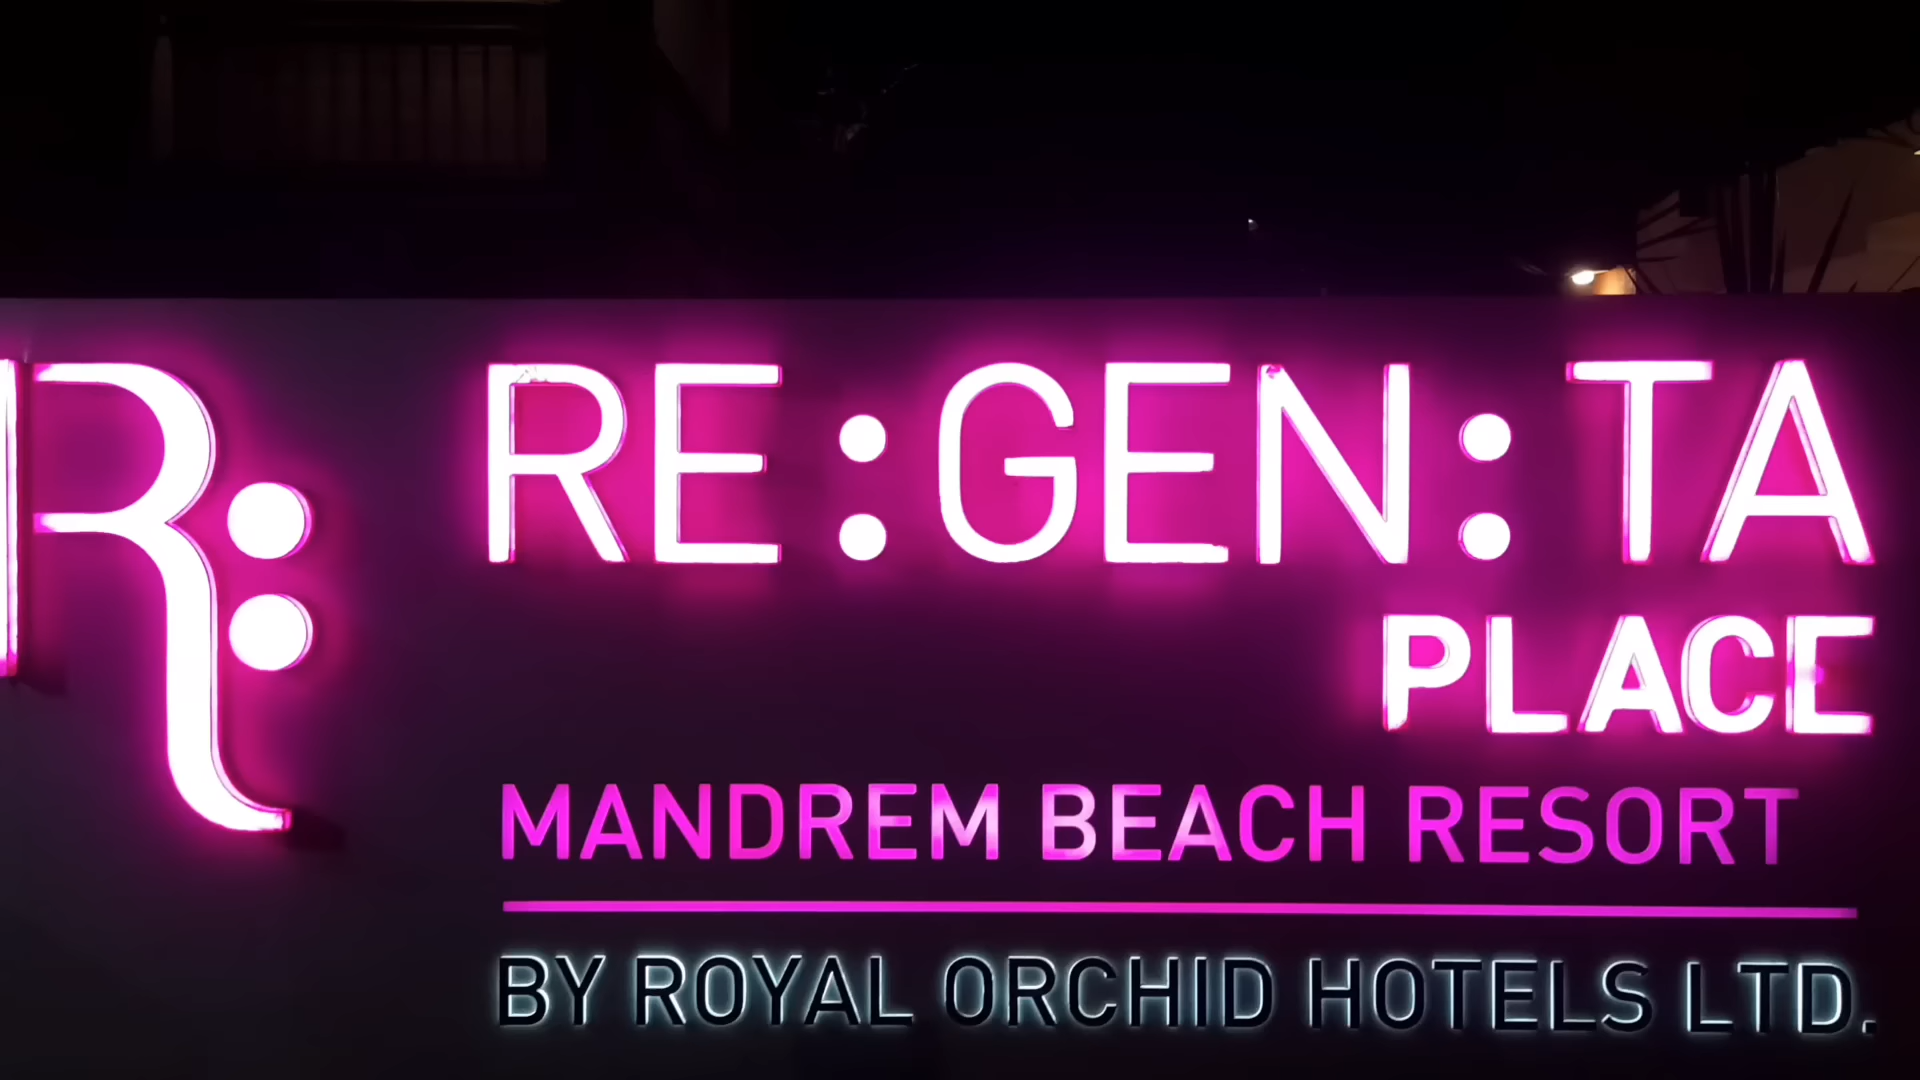 R:
RE:GEN:TA
PLACE
MANDREM BEACH RESORT
BY ROYAL ORCHID HOTELS LTD.